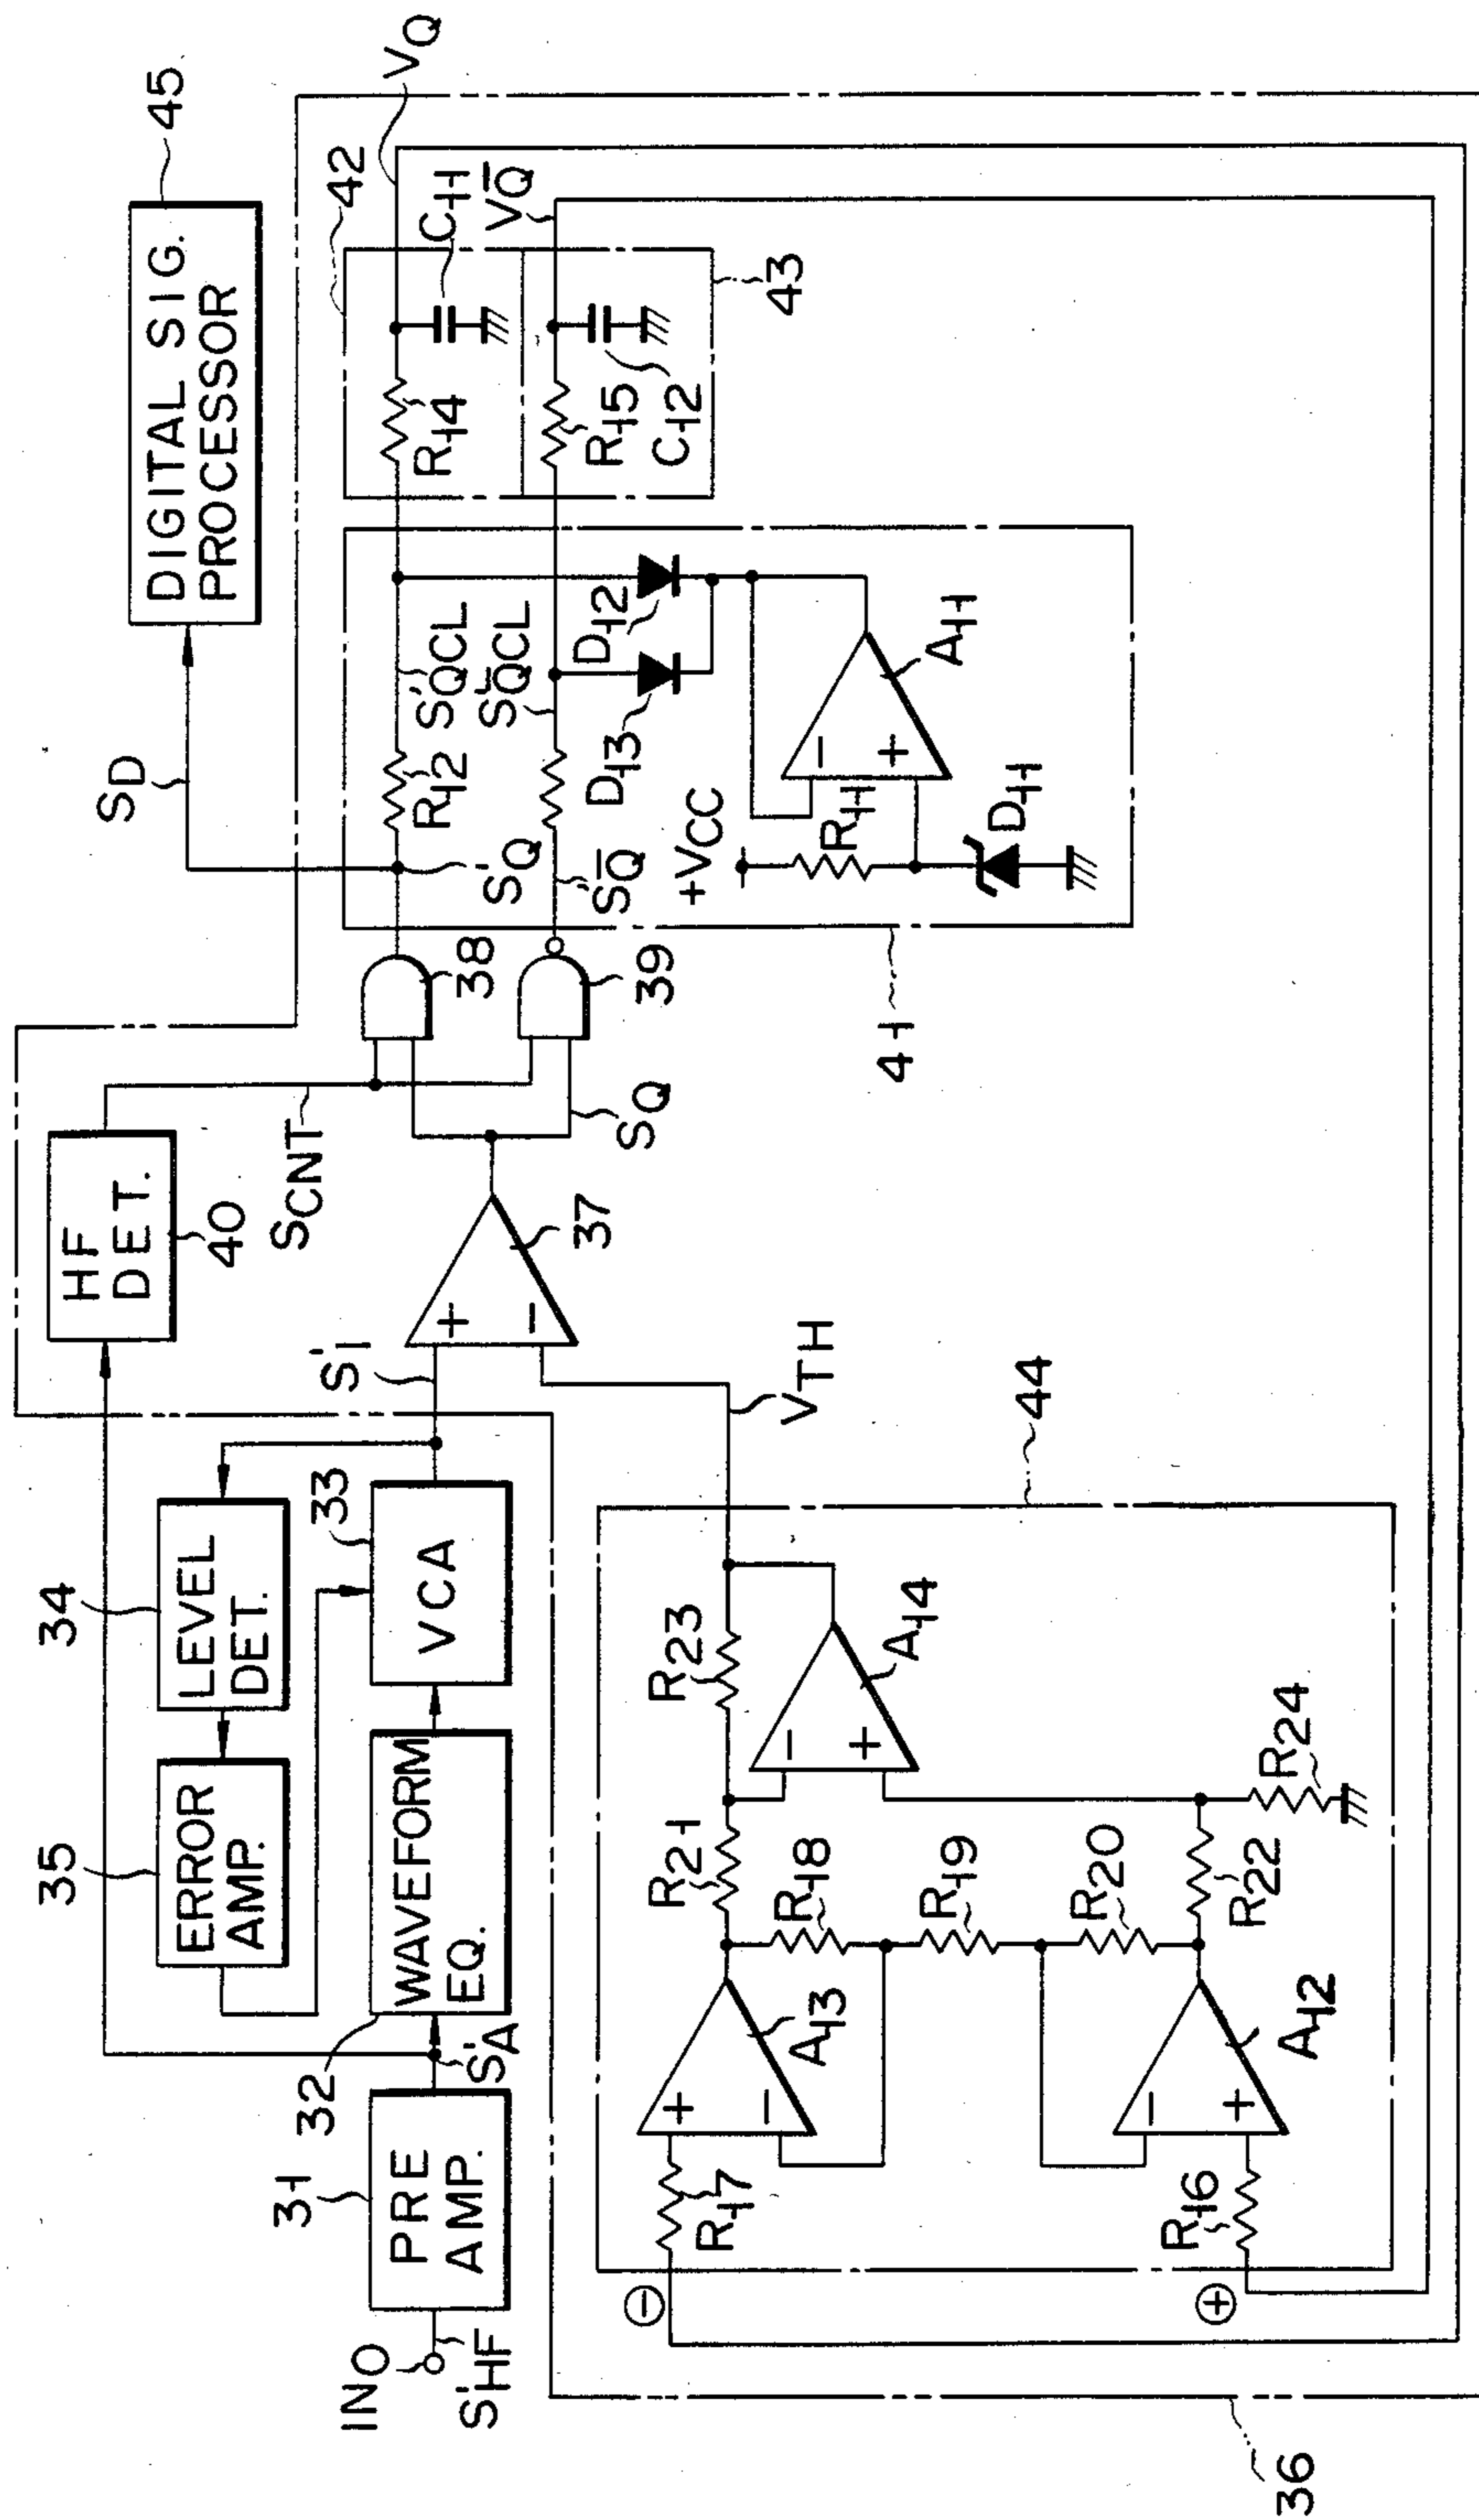 45
DIGITAL SIG.
PROCESSOR
SD
42
VQ
C11
VQ̅
R14
R15
C12
43
S'QCL
S'Q̅CL
R12
D12
D13
A11
−
+
+VCC
R11
D11
41
S'Q
S'Q̅
38
39
HF
DET.
40
SCNT
SQ
37
+
−
S'I
VTH
34
LEVEL
DET.
33
VCA
35
ERROR
AMP.
32
WAVEFORM
EQ.
S'A
31
PRE
AMP.
IN0
S'HF
44
R23
A14
−
+
R24
R21
R18
R19
R20
R22
A13
+
−
A12
−
+
R17
R16
⊖
⊕
36